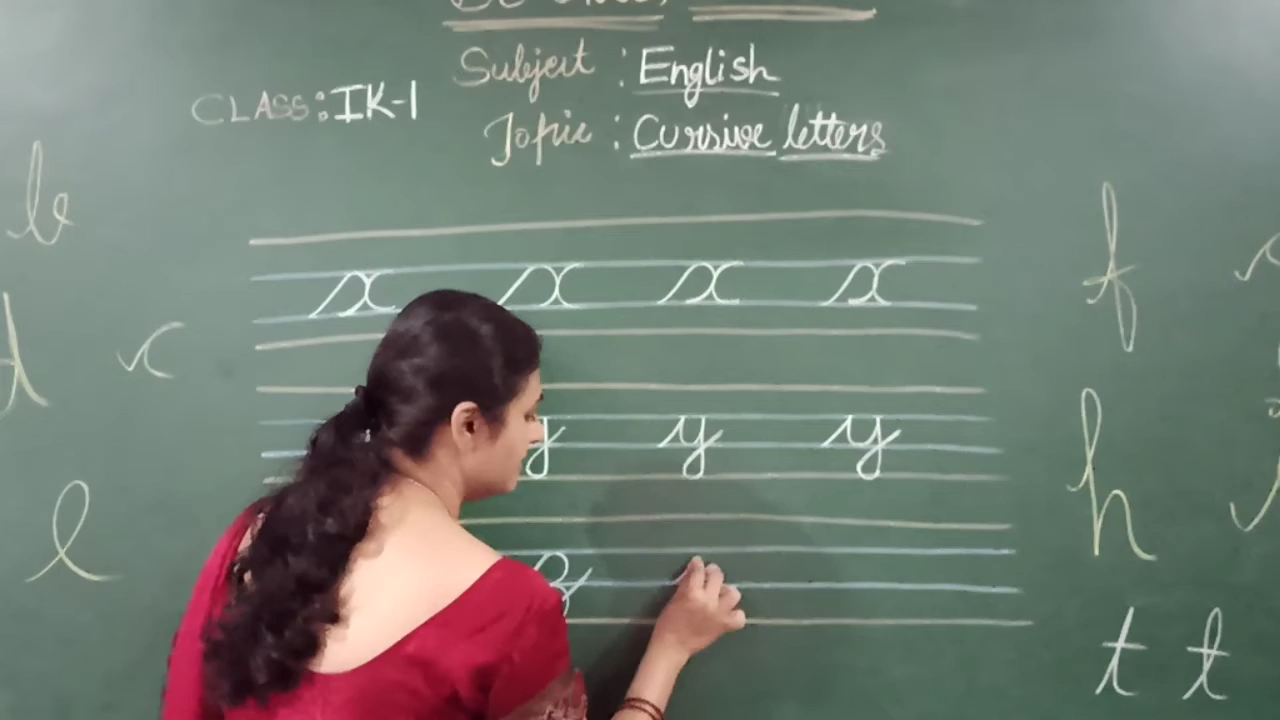 Subject : English
CLASS: IK-1
Topic : Cursive letters
b
f
x x x x
d c
y y y
h
l
z
t t